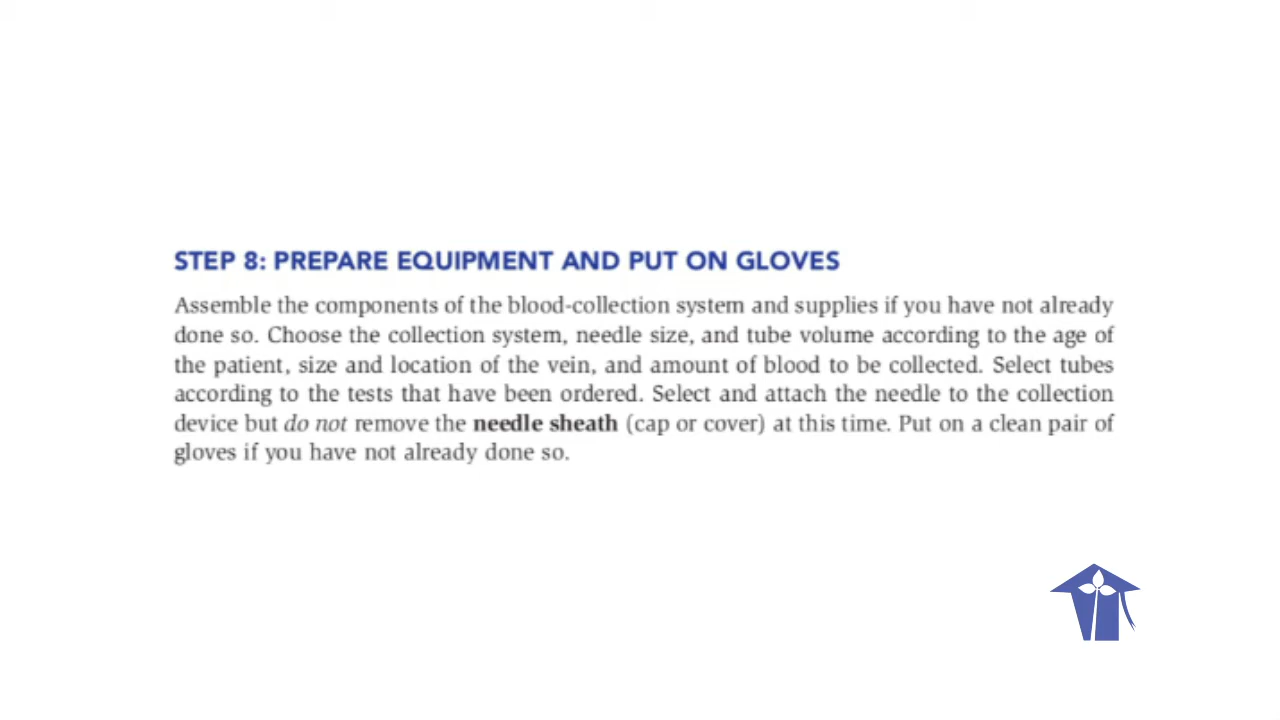 STEP 8: PREPARE EQUIPMENT AND PUT ON GLOVES
Assemble the components of the blood-collection system and supplies if you have not already
done so. Choose the collection system, needle size, and tube volume according to the age of
the patient, size and location of the vein, and amount of blood to be collected. Select tubes
according to the tests that have been ordered. Select and attach the needle to the collection
device but do not remove the needle sheath (cap or cover) at this time. Put on a clean pair of
gloves if you have not already done so.